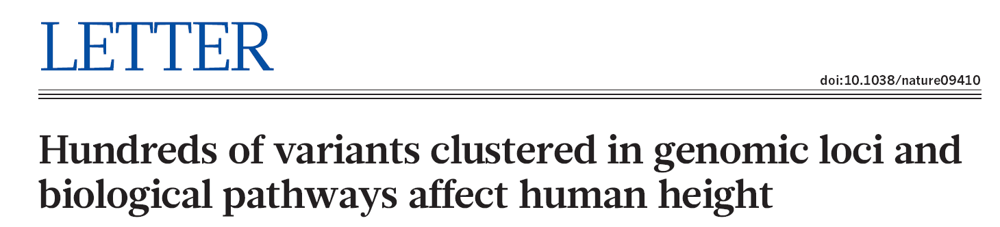 LETTER
doi:10.1038/nature09410
Hundreds of variants clustered in genomic loci and
biological pathways affect human height